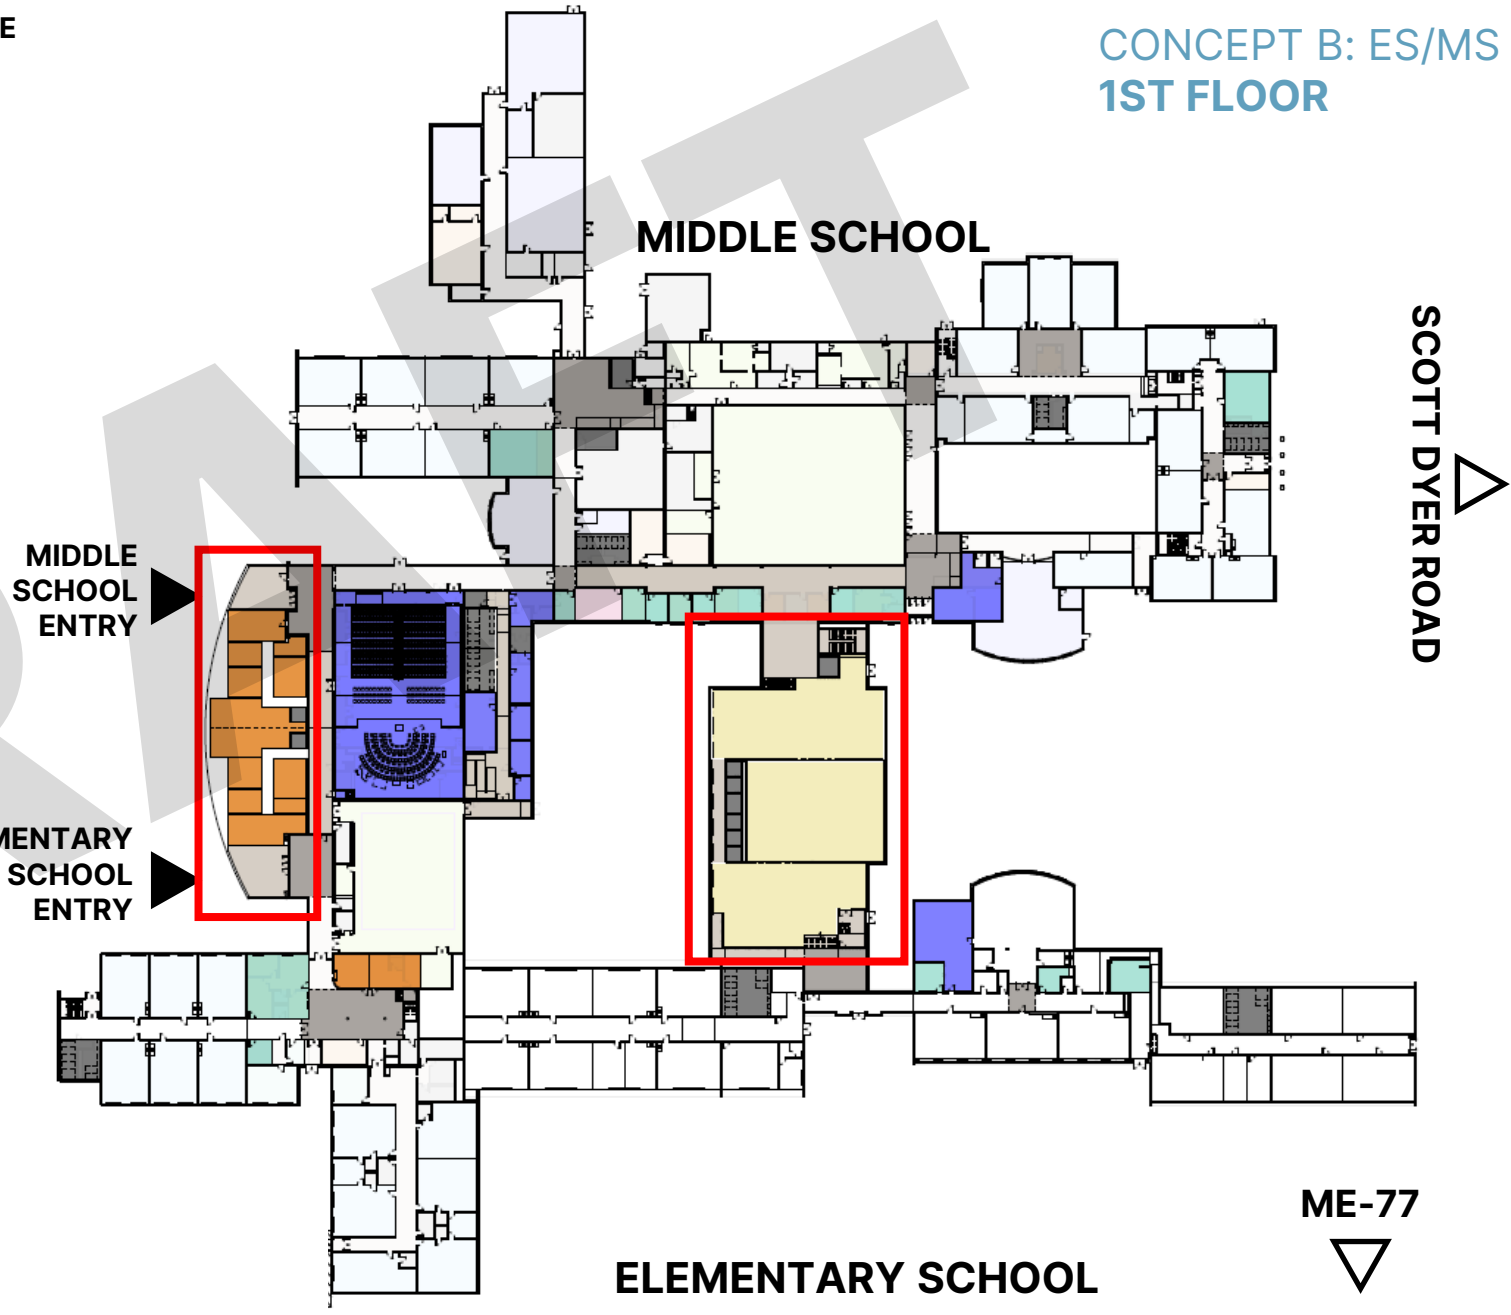 E
CONCEPT B: ES/MS
1ST FLOOR
MIDDLE SCHOOL
SCOTT DYER ROAD
MIDDLE
SCHOOL
ENTRY
MENTARY
SCHOOL
ENTRY
ME-77
ELEMENTARY SCHOOL
RAFT